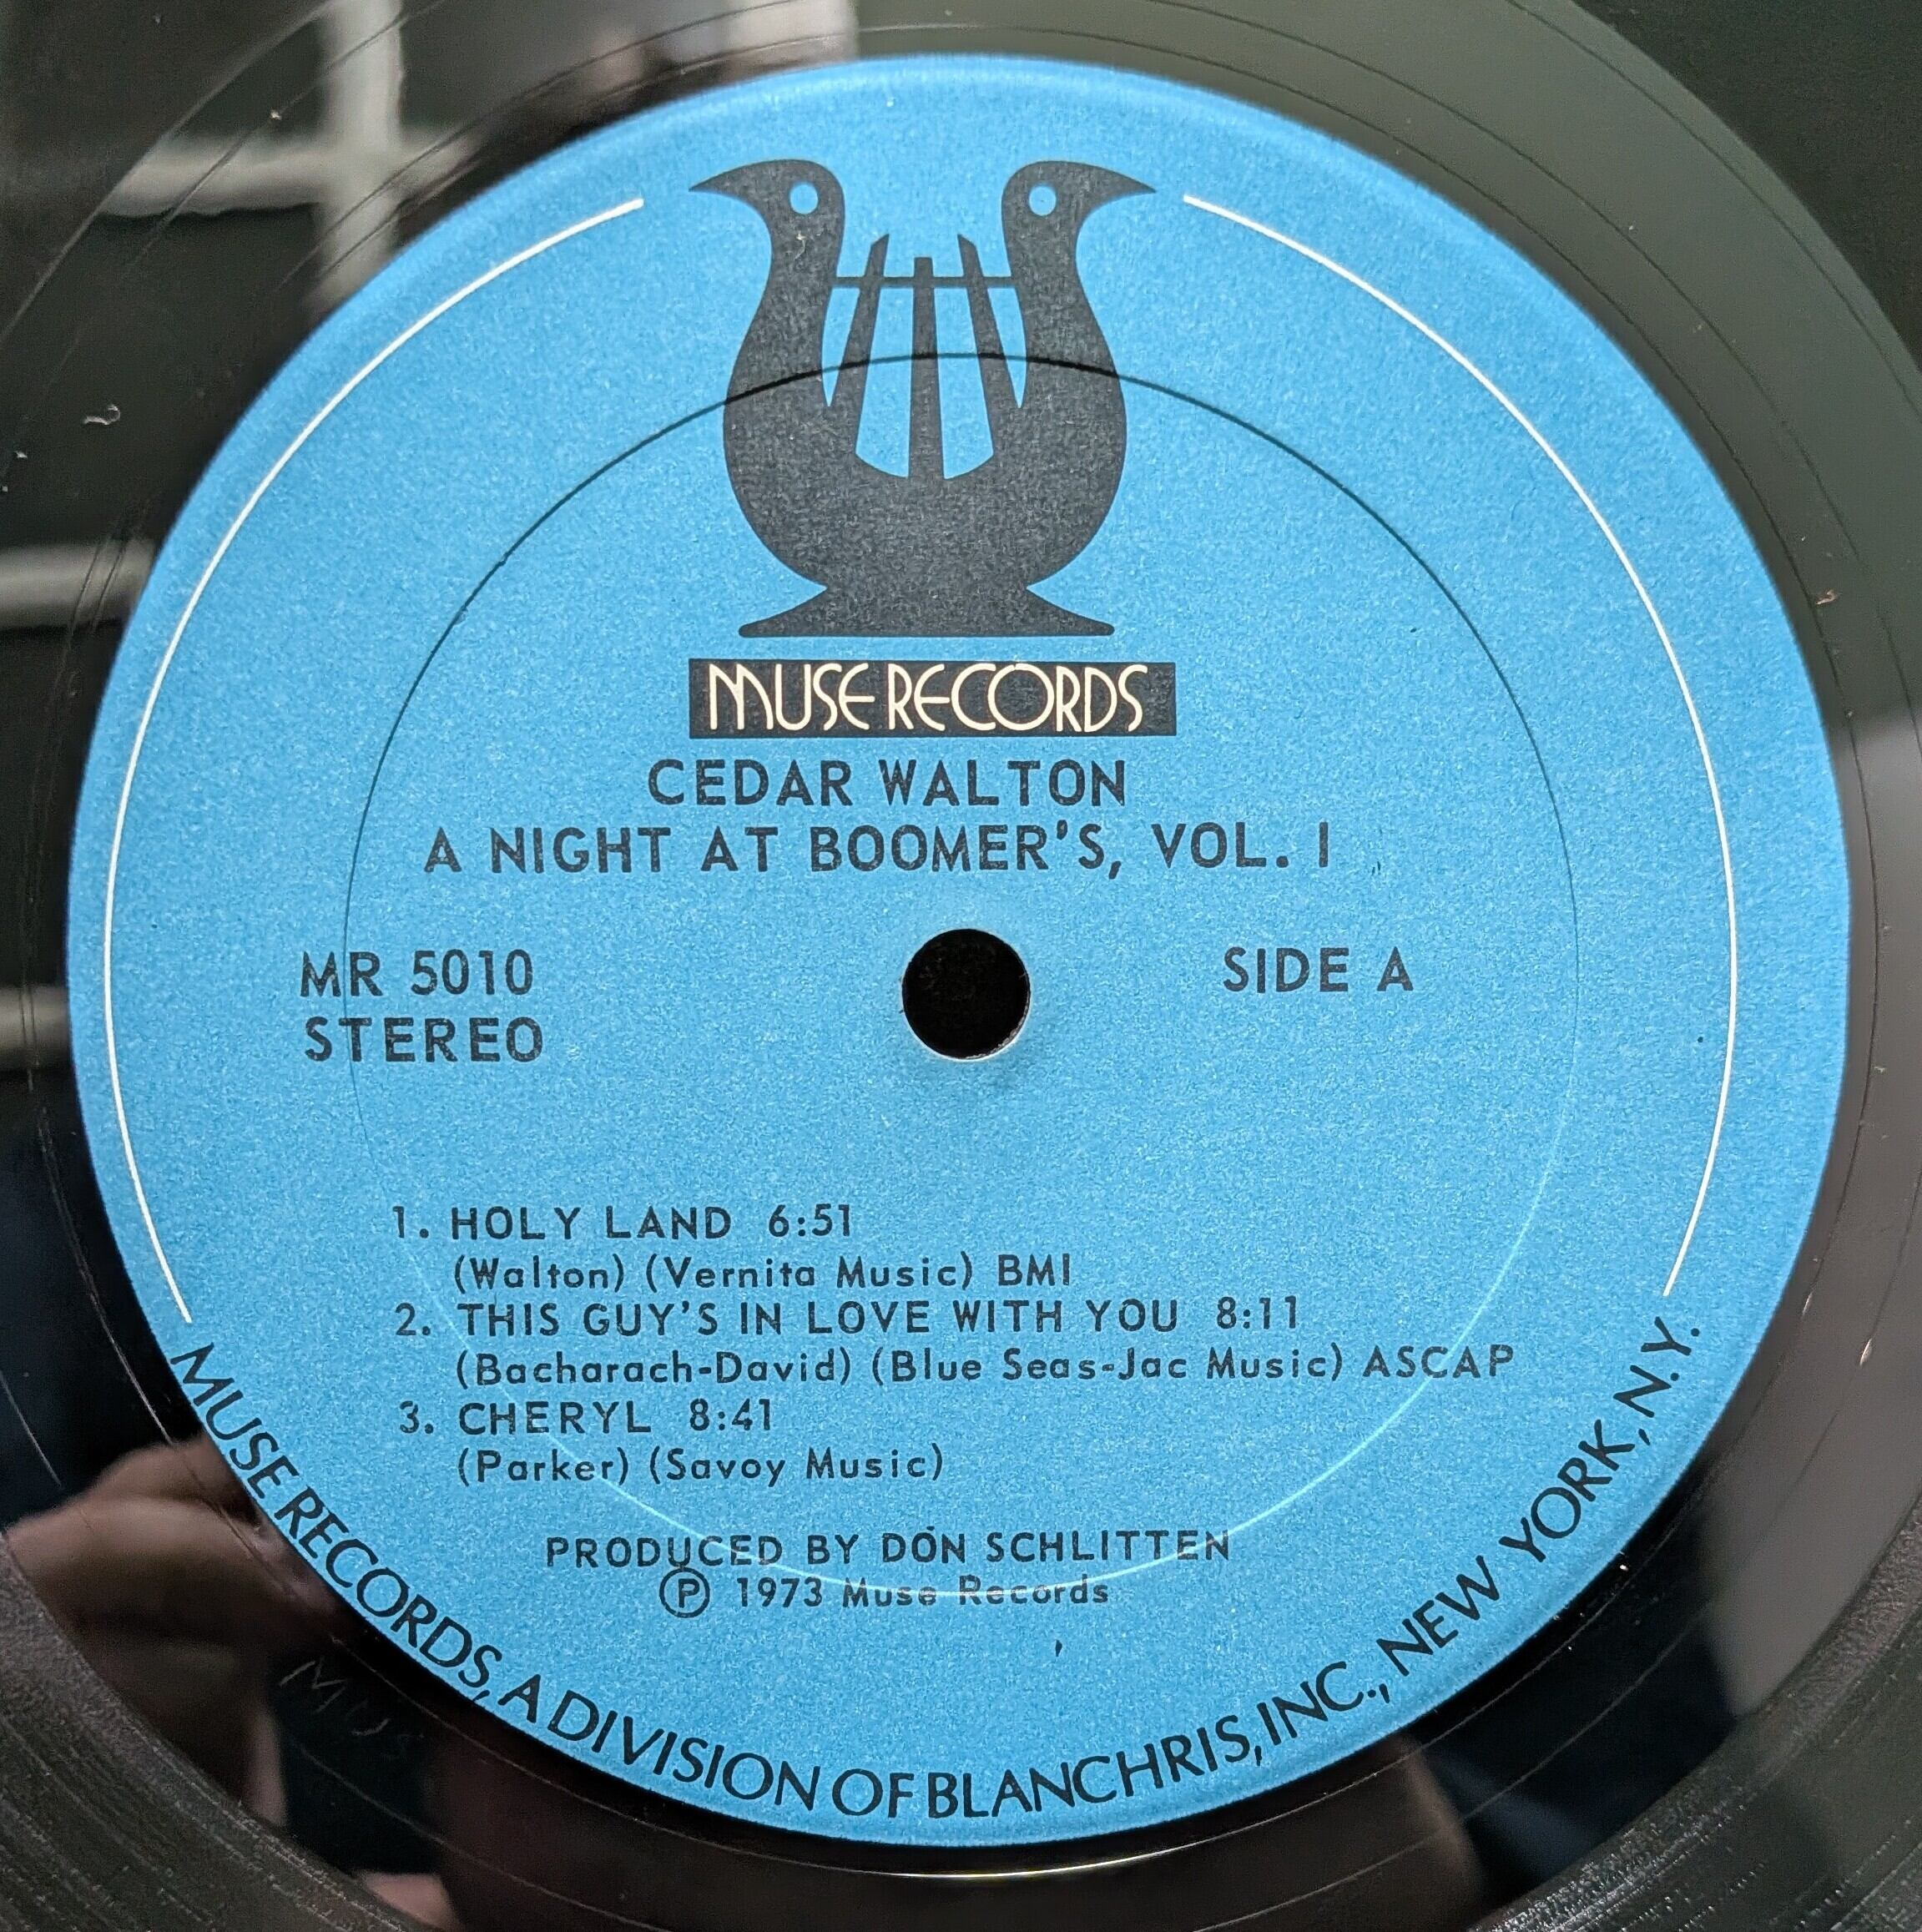 MUSE RECORDS
CEDAR WALTON
A NIGHT AT BOOMER'S, VOL. I
MR 5010
STEREO
SIDE A
1. HOLY LAND 6:51
(Walton) (Vernita Music) BMI
2. THIS GUY'S IN LOVE WITH YOU 8:11
(Bacharach-David) (Blue Seas-Jac Music) ASCAP
3. CHERYL 8:41
(Parker) (Savoy Music)
PRODUCED BY DON SCHLITTEN
Ⓟ 1973 Muse Records
MUSE RECORDS, A DIVISION OF BLANCHRIS, INC., NEW YORK, N.Y.